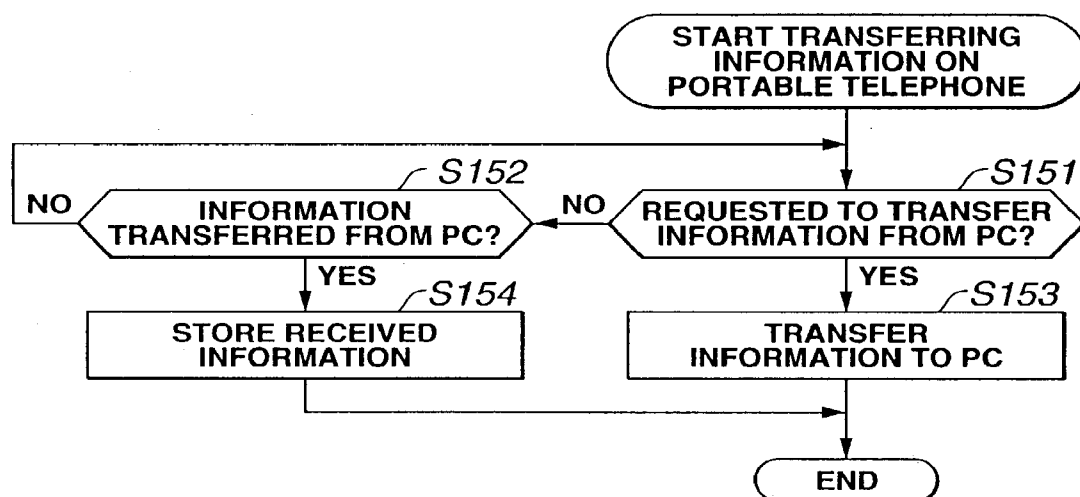 START TRANSFERRING
INFORMATION ON
PORTABLE TELEPHONE
S152
S151
NO
INFORMATION
TRANSFERRED FROM PC?
NO
REQUESTED TO TRANSFER
INFORMATION FROM PC?
YES
YES
S154
S153
STORE RECEIVED
INFORMATION
TRANSFER
INFORMATION TO PC
END